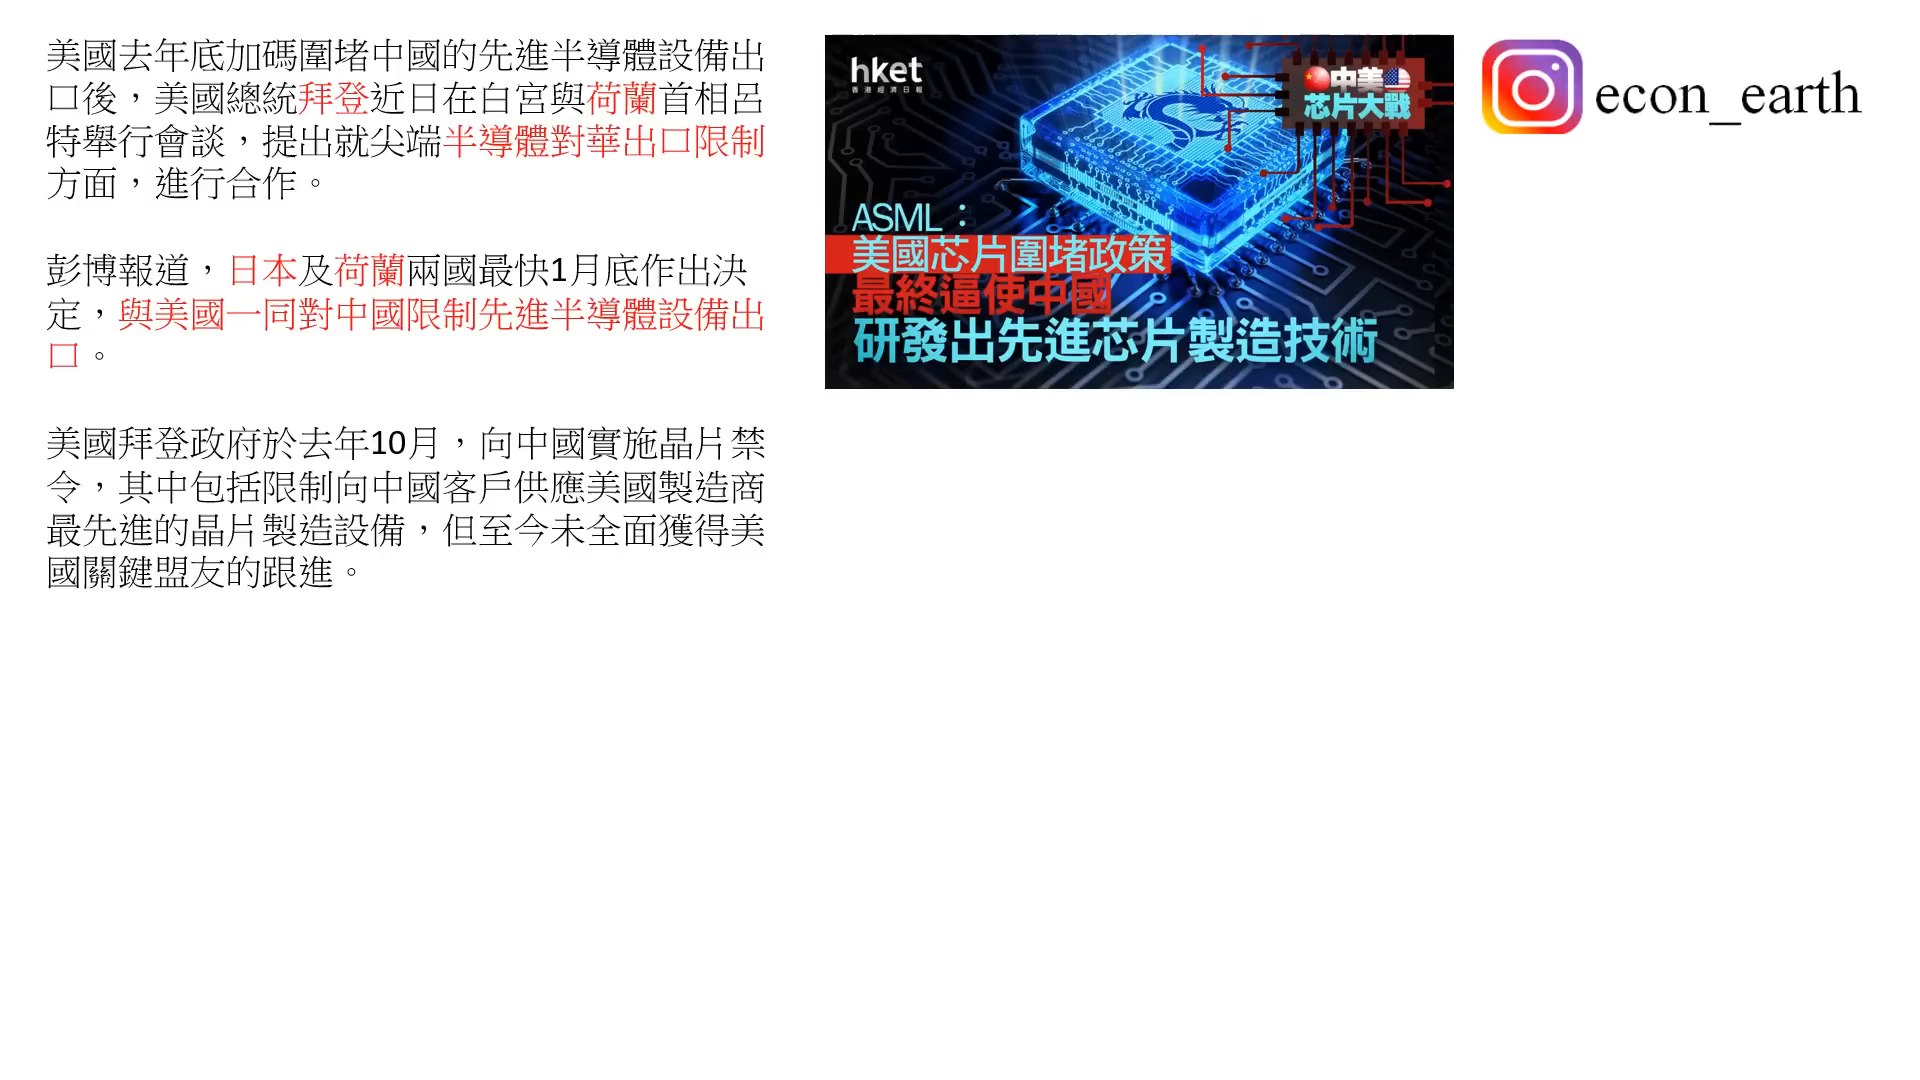 美國去年底加碼圍堵中國的先進半導體設備出
口後，美國總統拜登近日在白宮與荷蘭首相呂
特舉行會談，提出就尖端半導體對華出口限制
方面，進行合作。
彭博報道，日本及荷蘭兩國最快1月底作出決
定，與美國一同對中國限制先進半導體設備出
口。
美國拜登政府於去年10月，向中國實施晶片禁
令，其中包括限制向中國客戶供應美國製造商
最先進的晶片製造設備，但至今未全面獲得美
國關鍵盟友的跟進。
hket
香港經濟日報
中美
芯片大戰
ASML：
美國芯片圍堵政策
最終逼使中國
研發出先進芯片製造技術
econ_earth